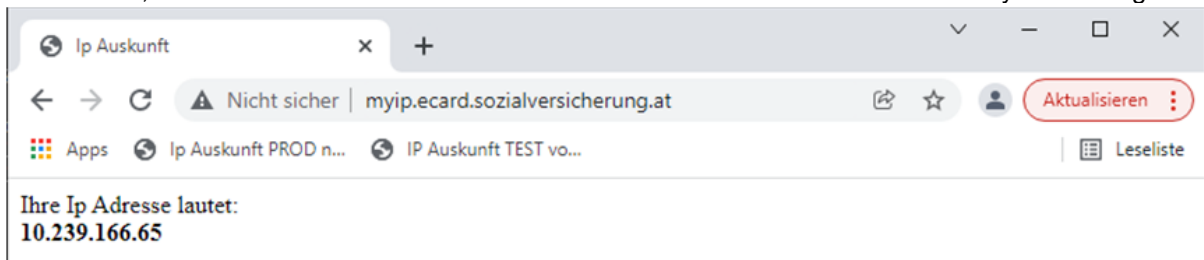 Ip Auskunft
Nicht sicher | myip.ecard.sozialversicherung.at Aktualisieren
Apps Ip Auskunft PROD n... IP Auskunft TEST vo... Leseliste
Ihre Ip Adresse lautet:
10.239.166.65